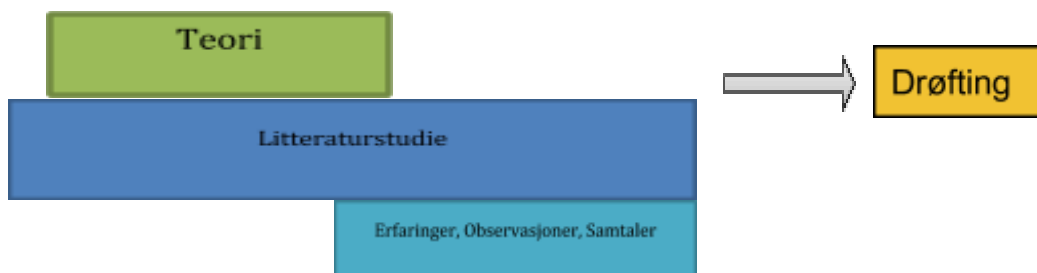 Teori
Drøfting
Litteraturstudie
Erfaringer, Observasjoner, Samtaler